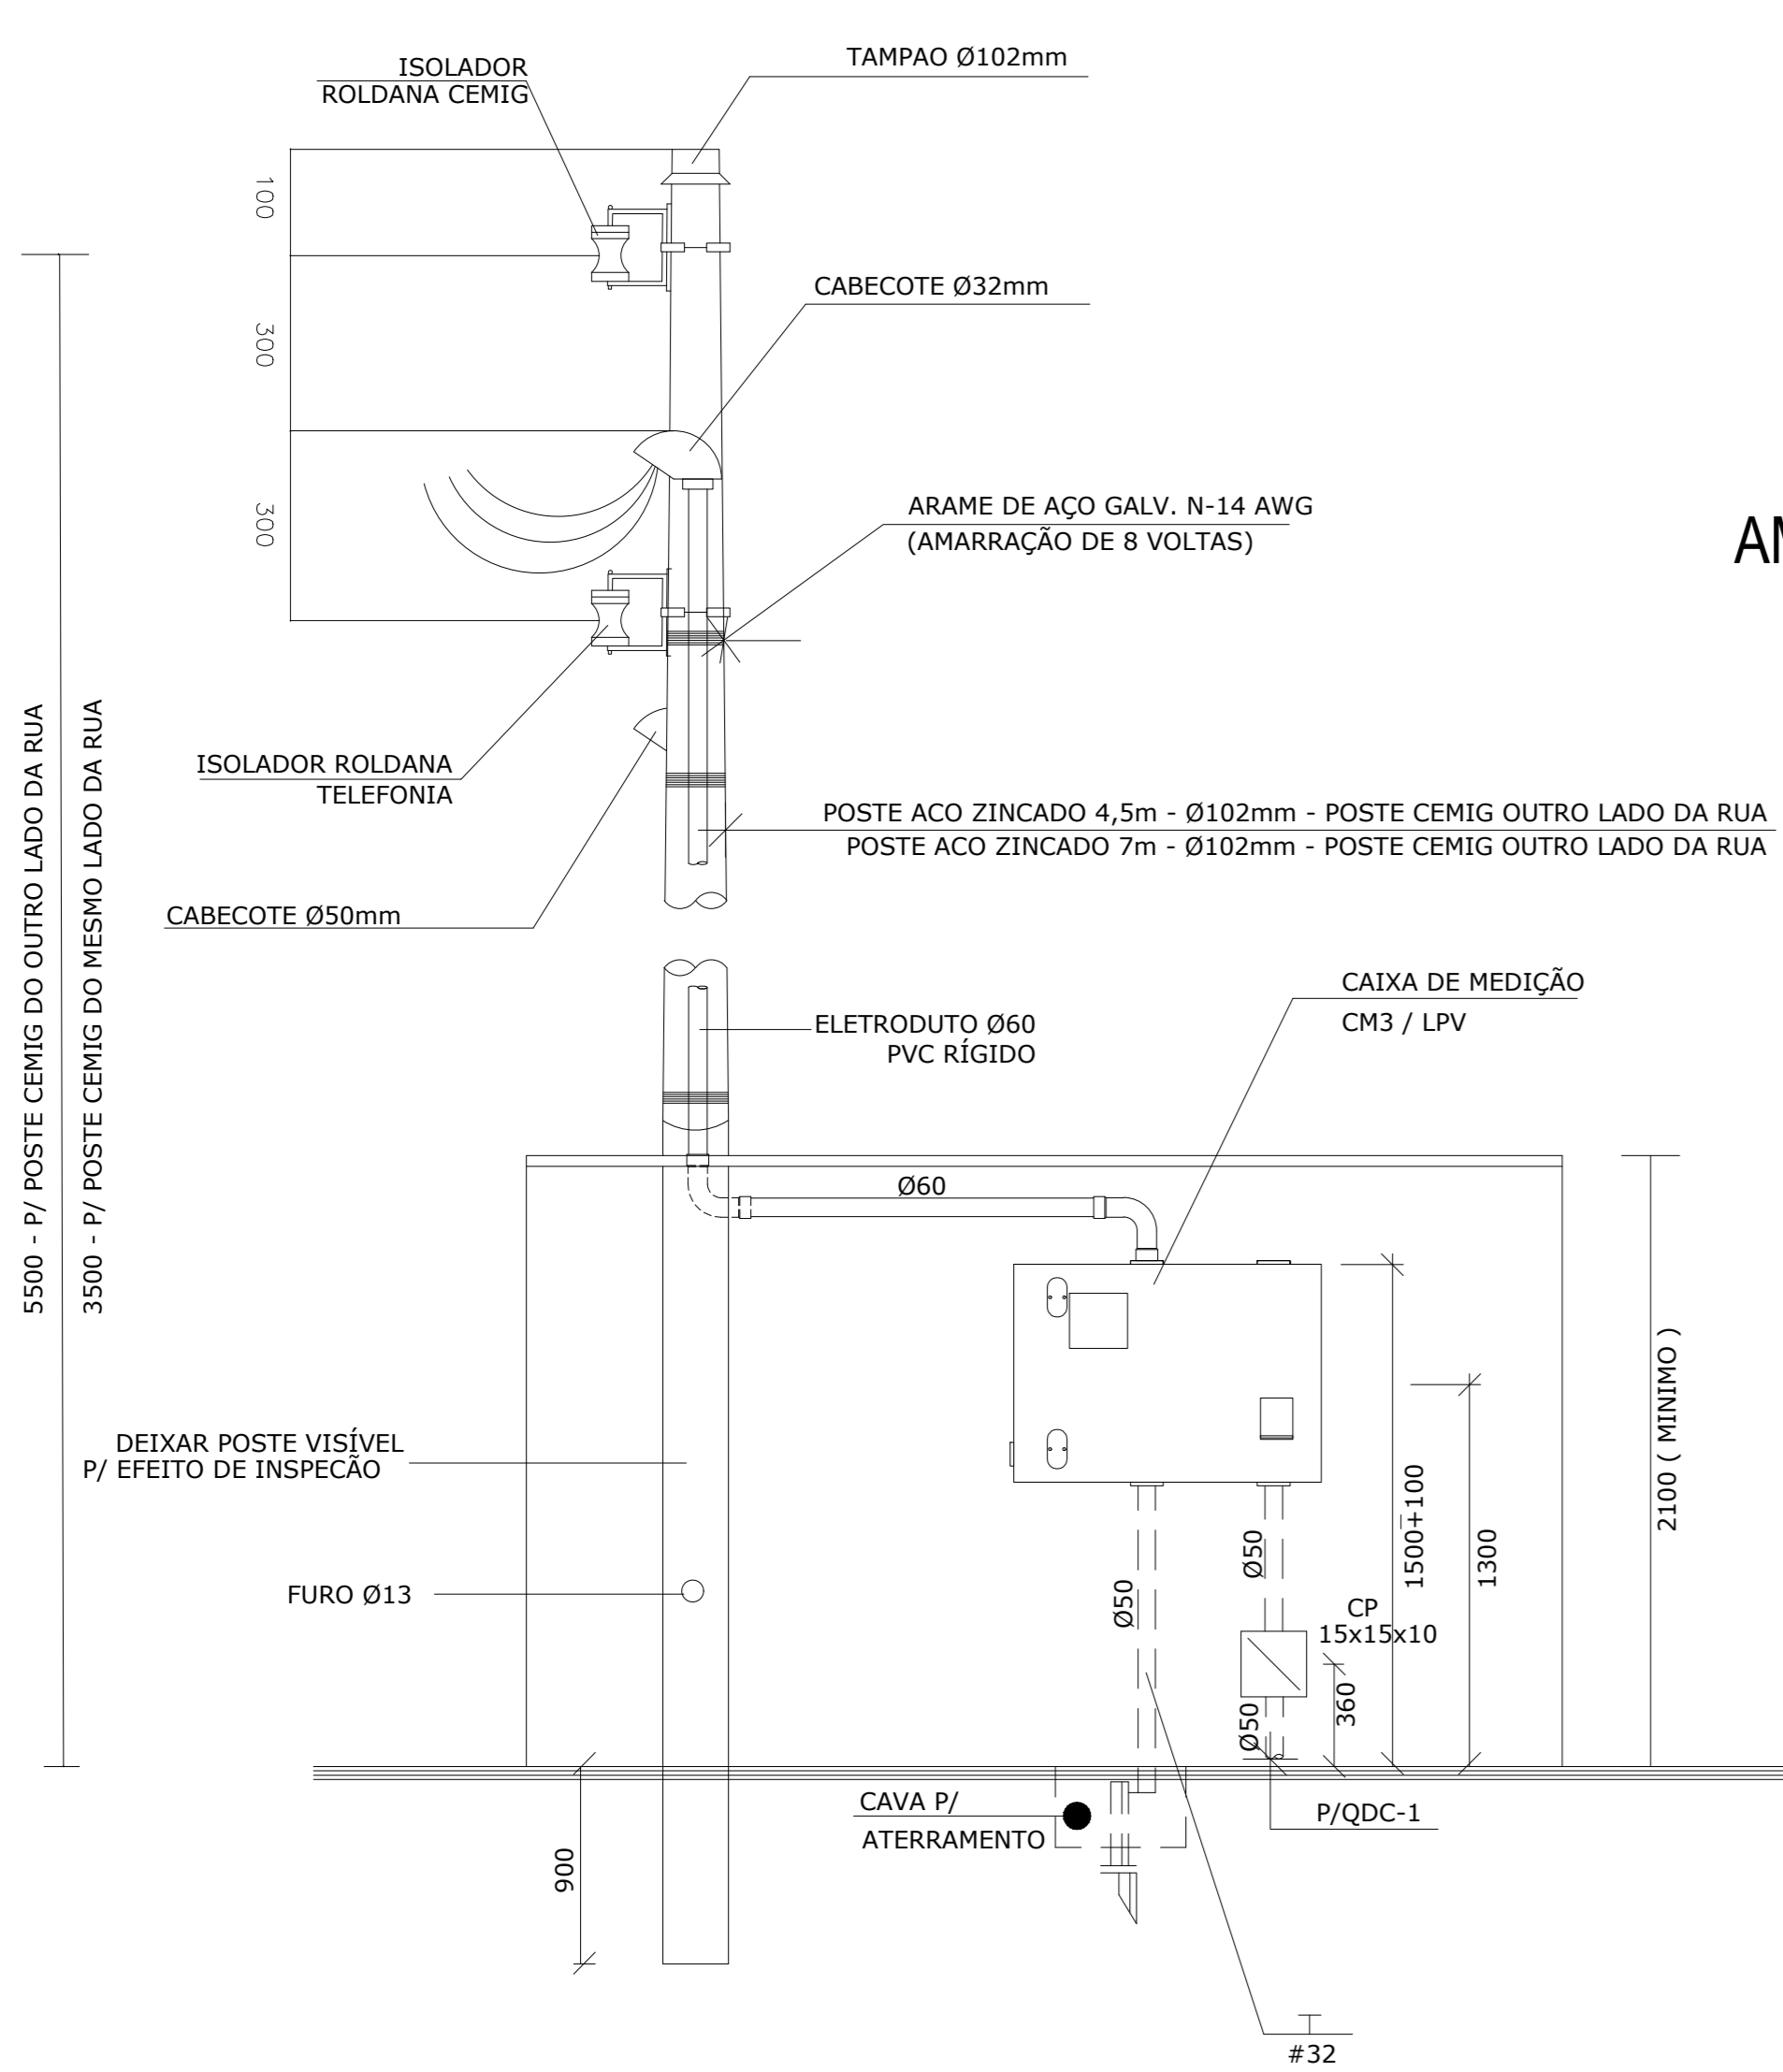 ISOLADOR
ROLDANA CEMIG
TAMPAO Ø102mm
100
300
300
CABECOTE Ø32mm
ARAME DE AÇO GALV. N-14 AWG
(AMARRAÇÃO DE 8 VOLTAS)
AM
5500 - P/ POSTE CEMIG DO OUTRO LADO DA RUA
3500 - P/ POSTE CEMIG DO MESMO LADO DA RUA
ISOLADOR ROLDANA
TELEFONIA
POSTE ACO ZINCADO 4,5m - Ø102mm - POSTE CEMIG OUTRO LADO DA RUA
POSTE ACO ZINCADO 7m - Ø102mm - POSTE CEMIG OUTRO LADO DA RUA
CABECOTE Ø50mm
CAIXA DE MEDIÇÃO
CM3 / LPV
ELETRODUTO Ø60
PVC RÍGIDO
Ø60
DEIXAR POSTE VISÍVEL
P/ EFEITO DE INSPECÃO
FURO Ø13
Ø50
Ø50
CP
15x15x10
Ø50
360
1500+100
1300
2100 ( MINIMO )
CAVA P/
ATERRAMENTO
P/QDC-1
900
#32